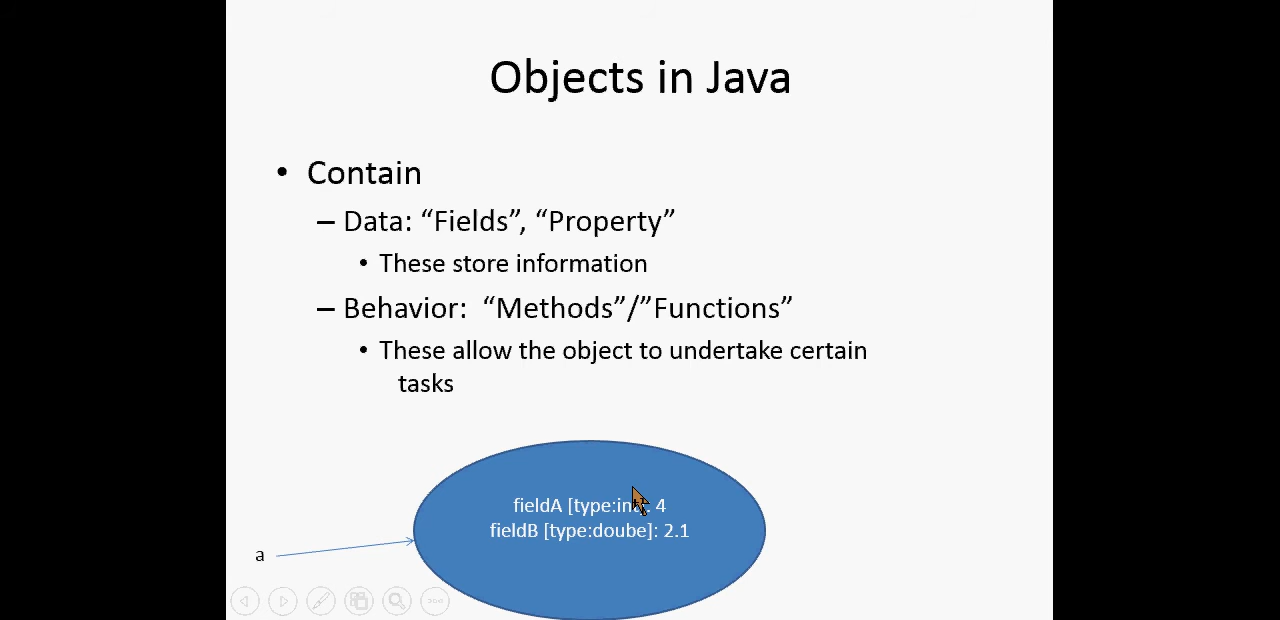 Objects in Java
• Contain
– Data: “Fields”, “Property”
• These store information
– Behavior: “Methods”/”Functions”
• These allow the object to undertake certain
tasks
fieldA [type:int]: 4
fieldB [type:doube]: 2.1
a